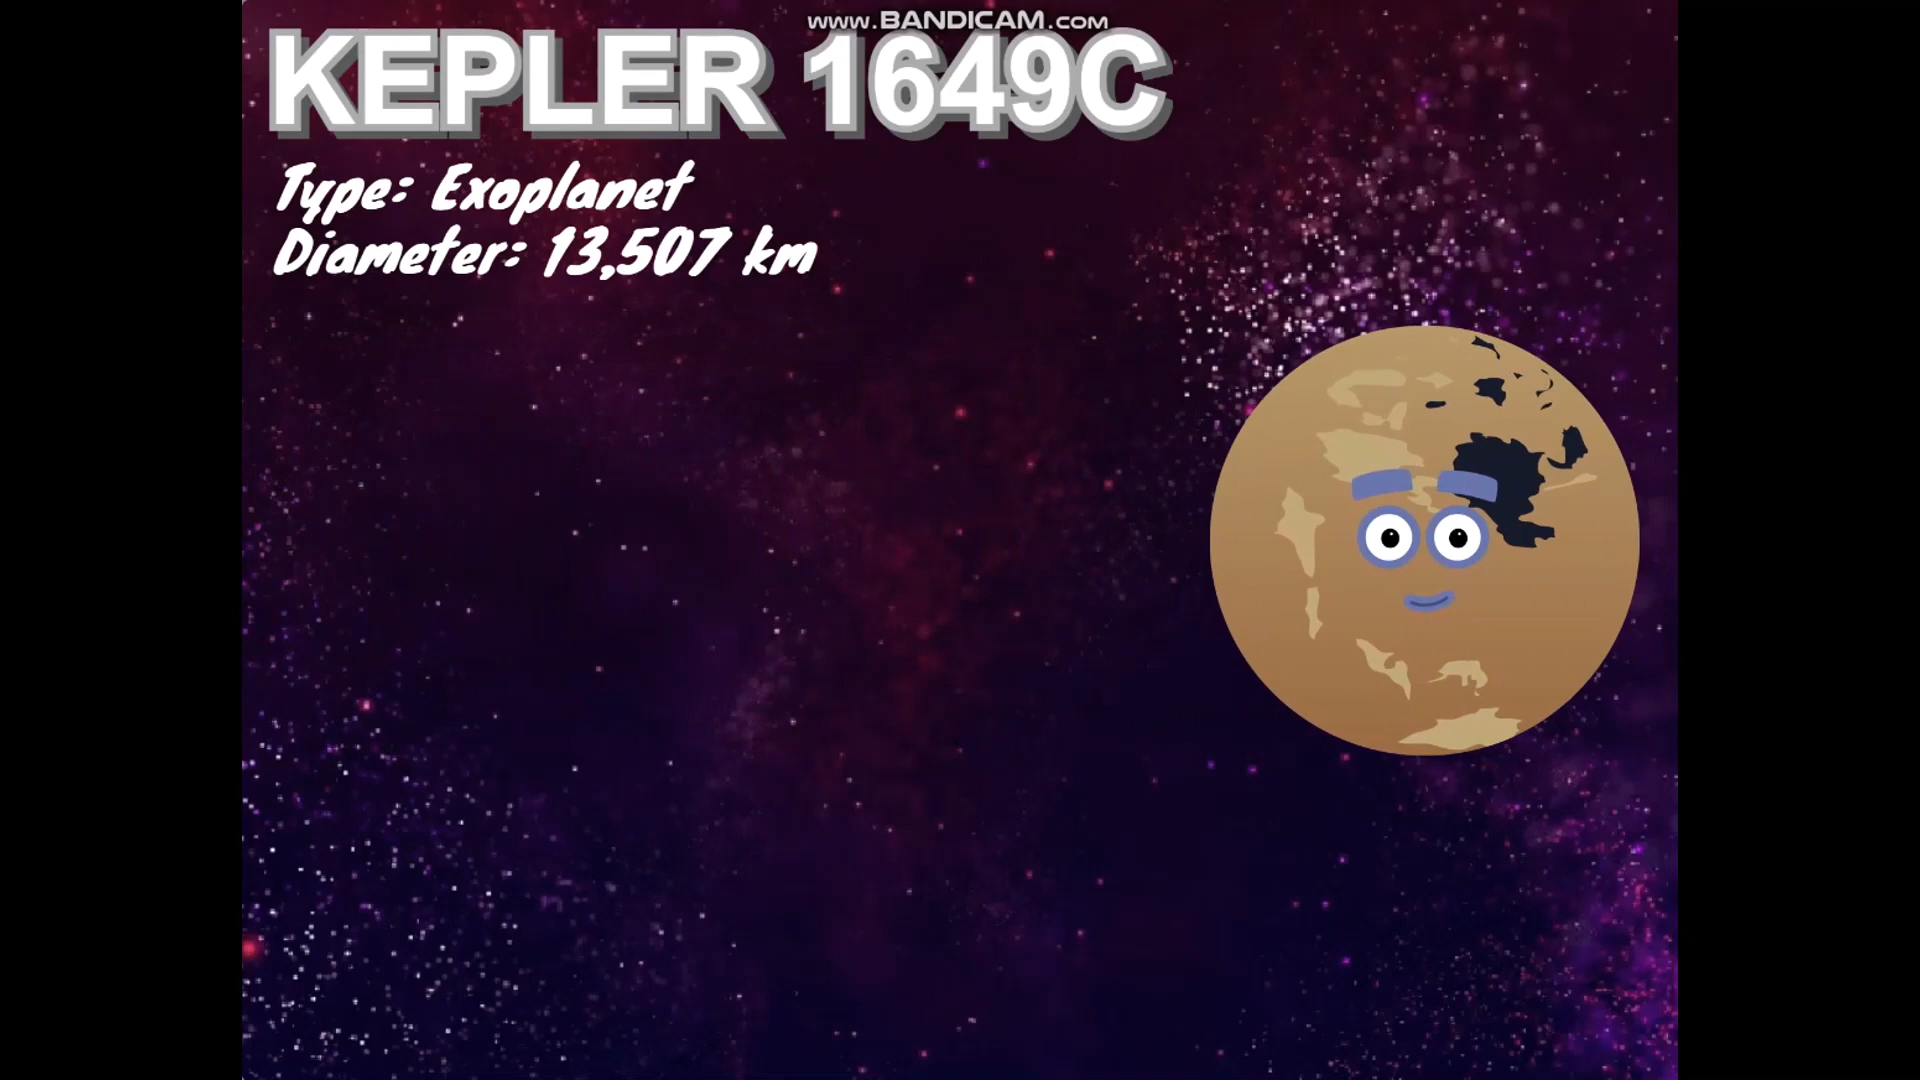 www.BANDICAM.com
KEPLER 1649C
Type: Exoplanet
Diameter: 13,507 km